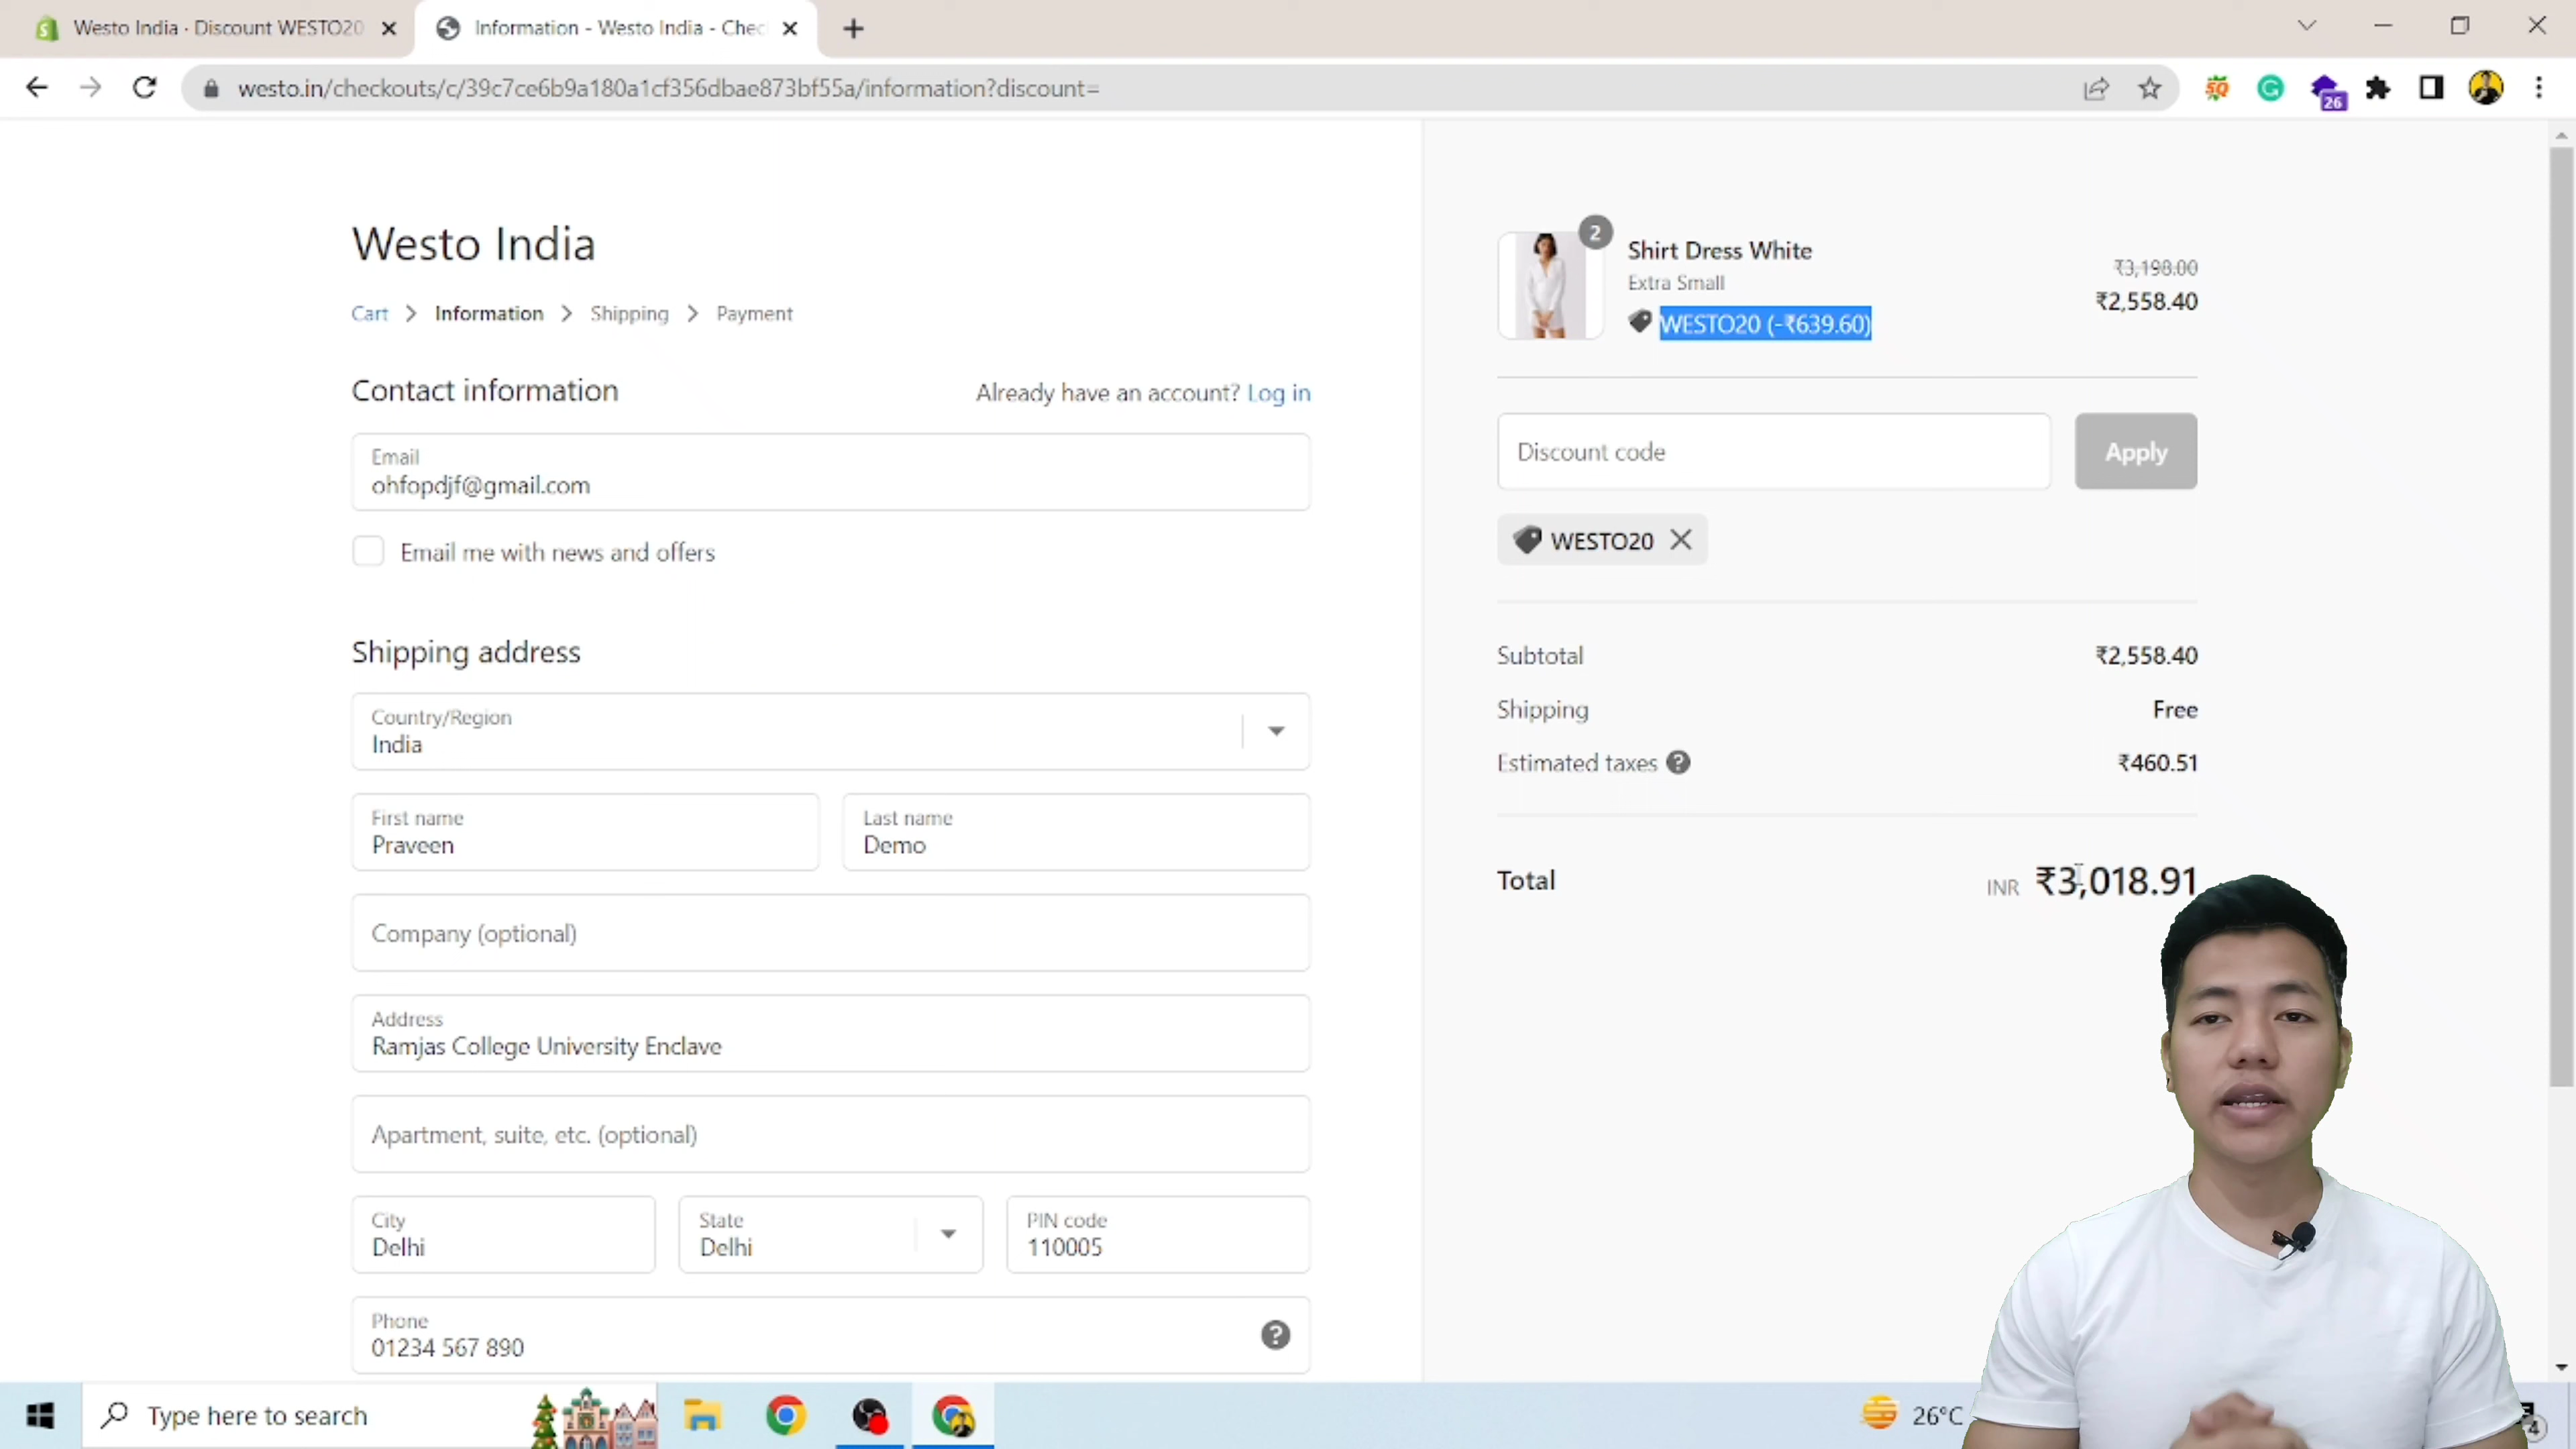 Westo India · Discount WESTO20
Information - Westo India - Chec
westo.in/checkouts/c/39c7ce6b9a180a1cf356dbae873bf55a/information?discount=
26
Westo India
Cart > Information > Shipping > Payment
Contact information
Already have an account? Log in
Email
ohfopdjf@gmail.com
Email me with news and offers
Shipping address
Country/Region
India
First name
Praveen
Last name
Demo
Company (optional)
Address
Ramjas College University Enclave
Apartment, suite, etc. (optional)
City
Delhi
State
Delhi
PIN code
110005
Phone
01234 567 890
2
Shirt Dress White
Extra Small
WESTO20 (-₹639.60)
₹3,198.00
₹2,558.40
Discount code
Apply
WESTO20
Subtotal ₹2,558.40
Shipping Free
Estimated taxes ₹460.51
Total INR ₹3,018.91
Type here to search
26°C
4